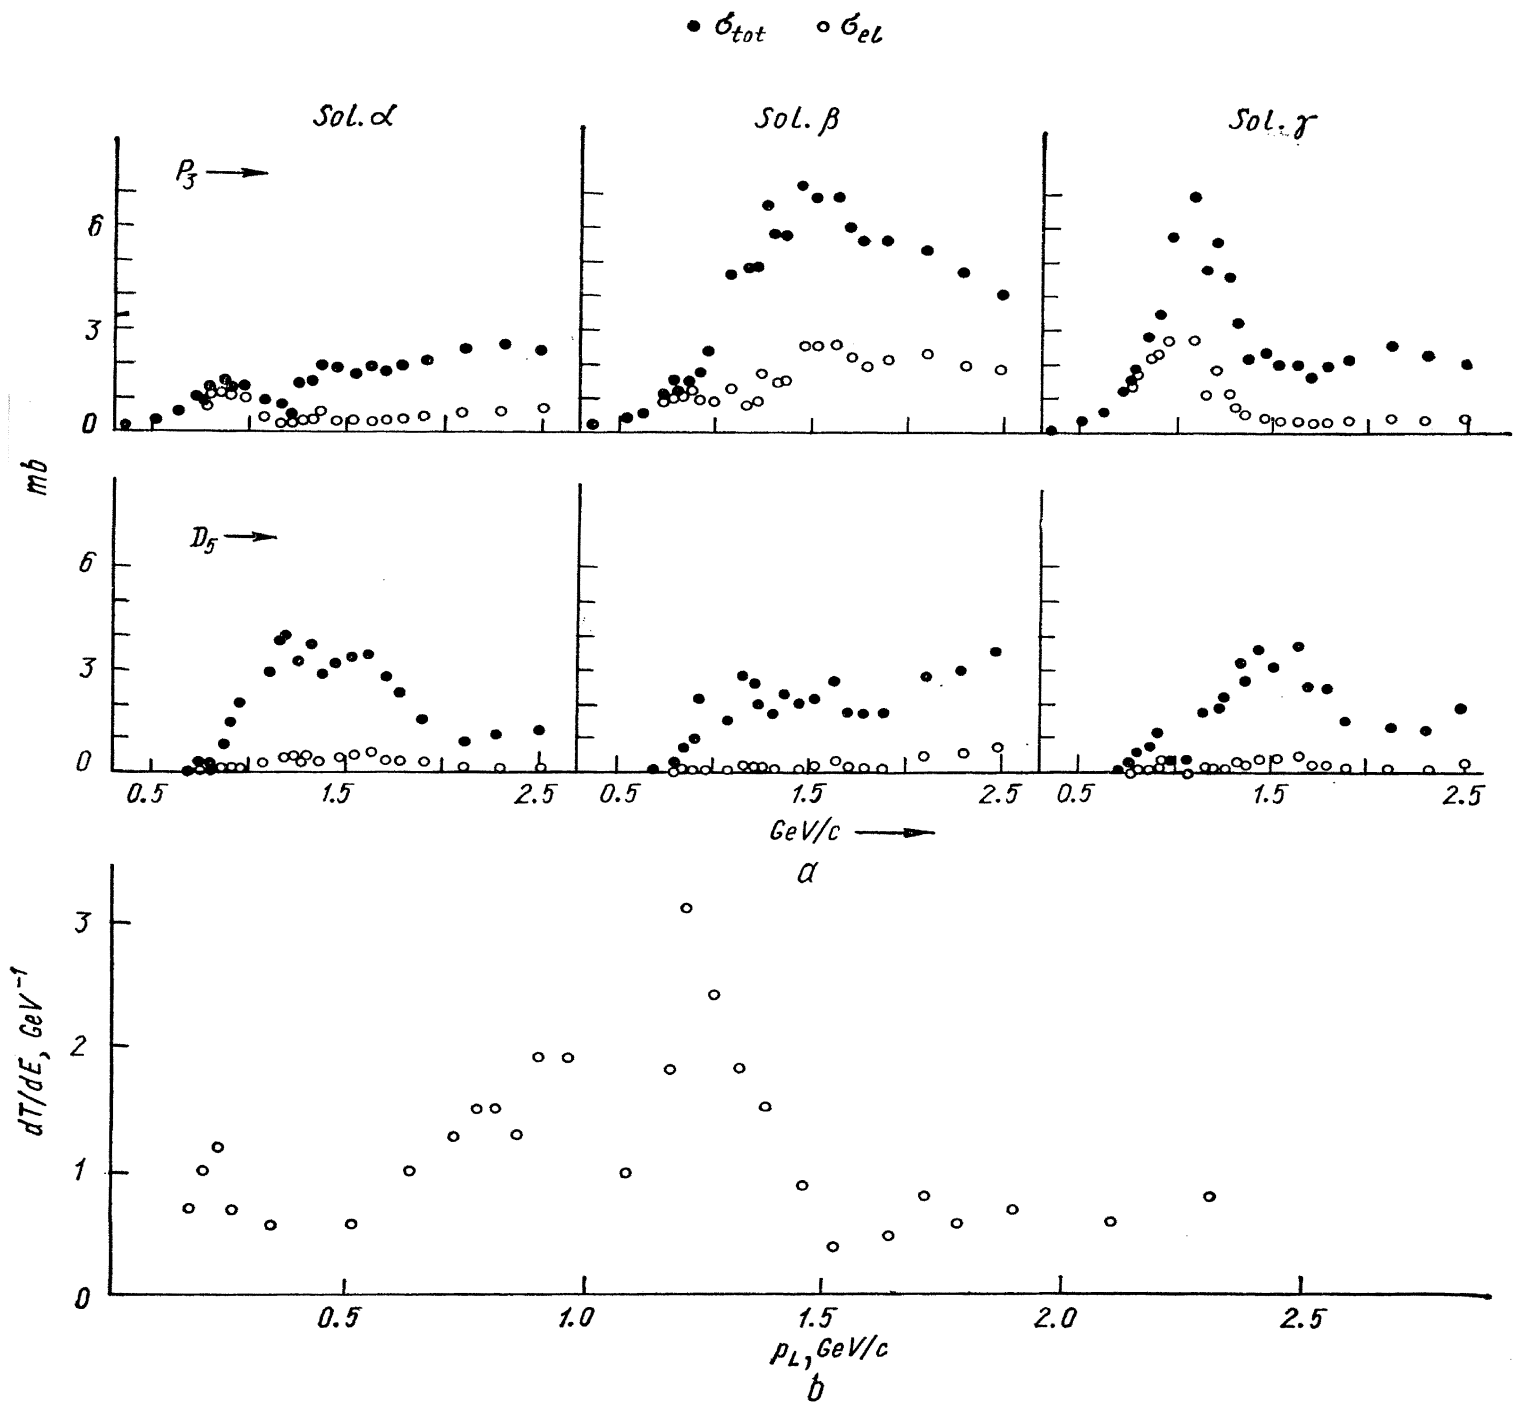 ● σtot ○ σel
Sol. α Sol. β Sol. γ
P3 →
6
3
0
mb
D5 →
6
3
0
0.5 1.5 2.5 0.5 1.5 2.5 0.5 1.5 2.5
GeV/c →
a
3
2
1
0
dT/dE, GeV⁻¹
0.5 1.0 1.5 2.0 2.5
pL, GeV/c
b